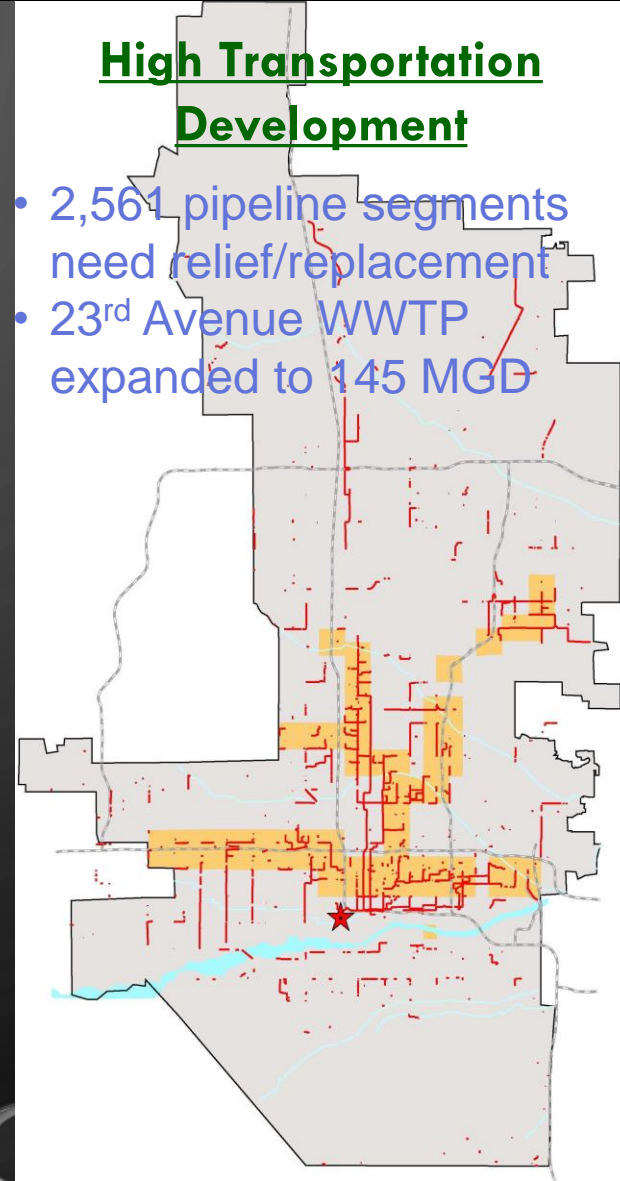 High Transportation
Development
• 2,561 pipeline segments
need relief/replacement
• 23rd Avenue WWTP
expanded to 145 MGD